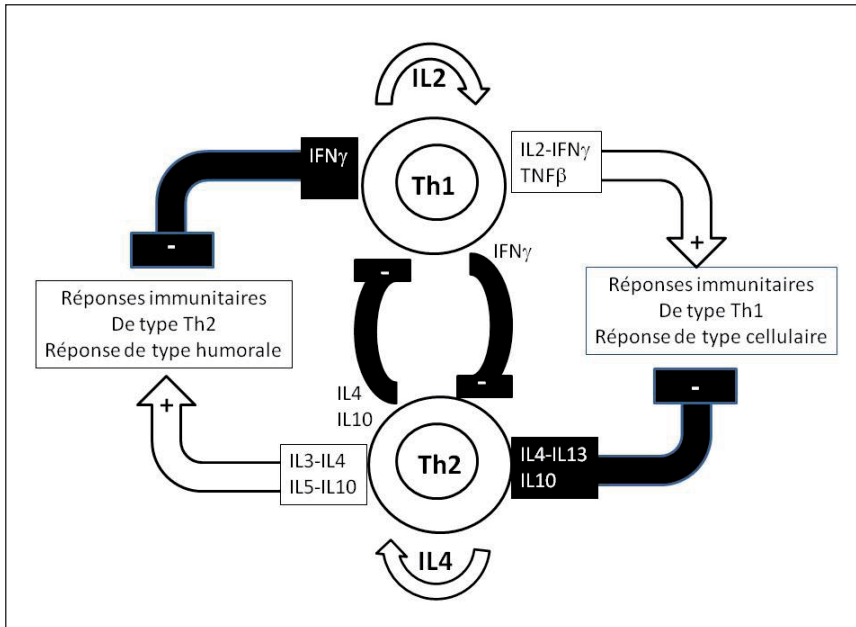 IL2
IFNγ
Th1
IL2-IFNγ
TNFβ
+
-
IFNγ
-
Réponses immunitaires
De type Th2
Réponse de type humorale
Réponses immunitaires
De type Th1
Réponse de type cellulaire
-
-
+
IL4
IL10
IL3-IL4
IL5-IL10
Th2
IL4-IL13
IL10
IL4